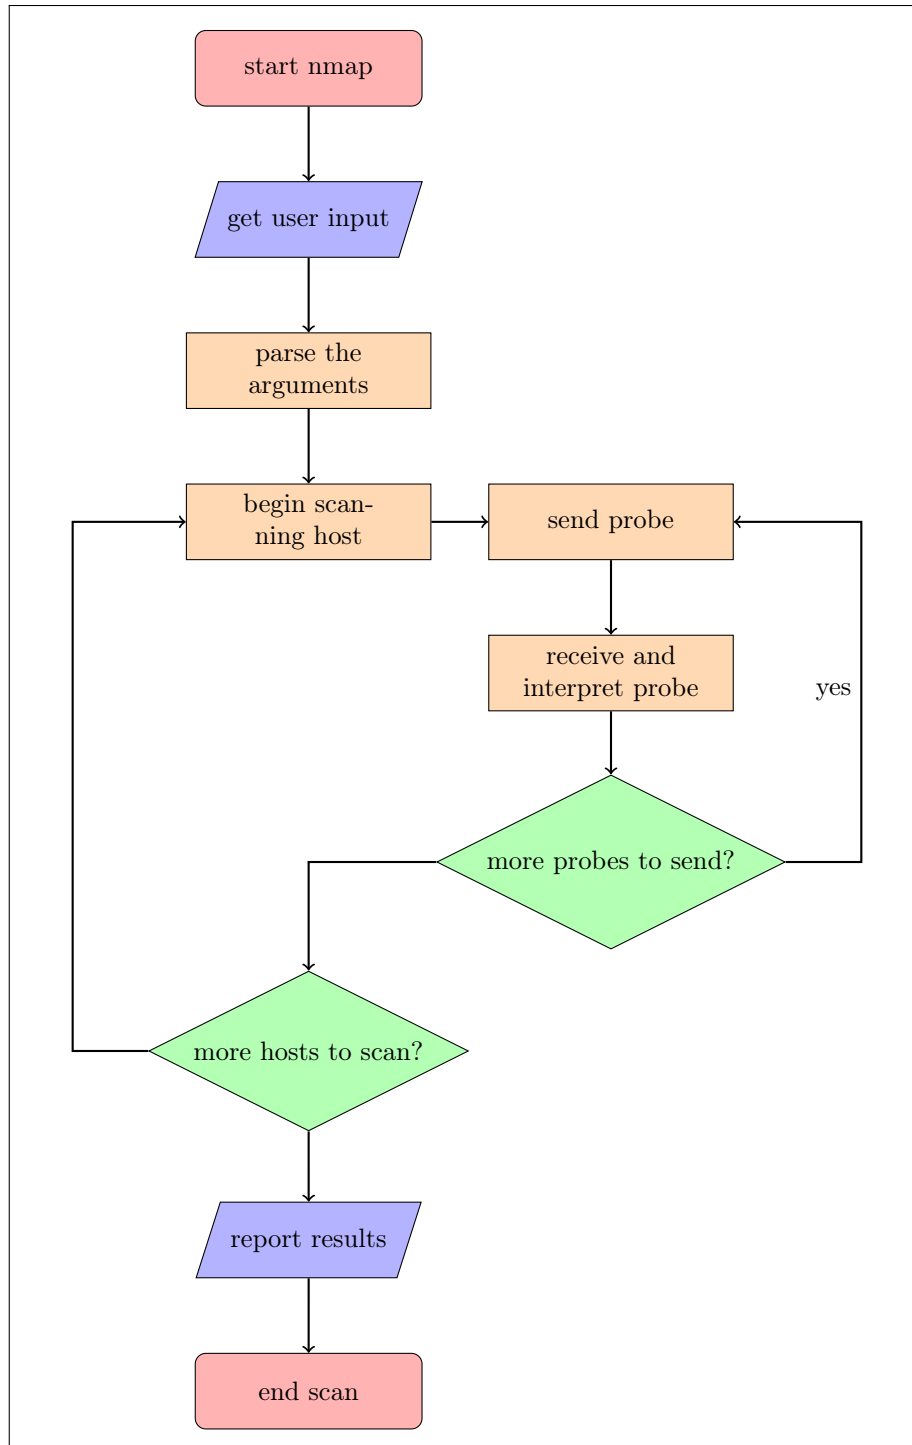 start nmap
get user input
parse the
arguments
begin scan-
ning host
send probe
receive and
interpret probe
yes
more probes to send?
more hosts to scan?
report results
end scan